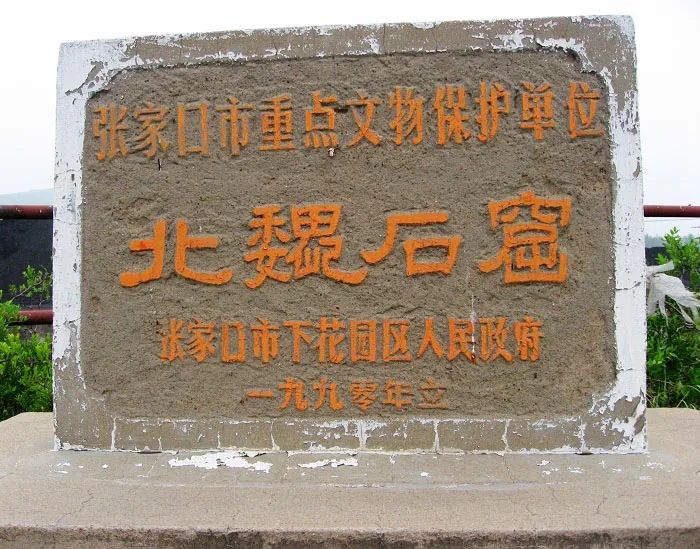 张家口市重点文物保护单位
北魏石窟
张家口市下花园区人民政府
一九九零年立